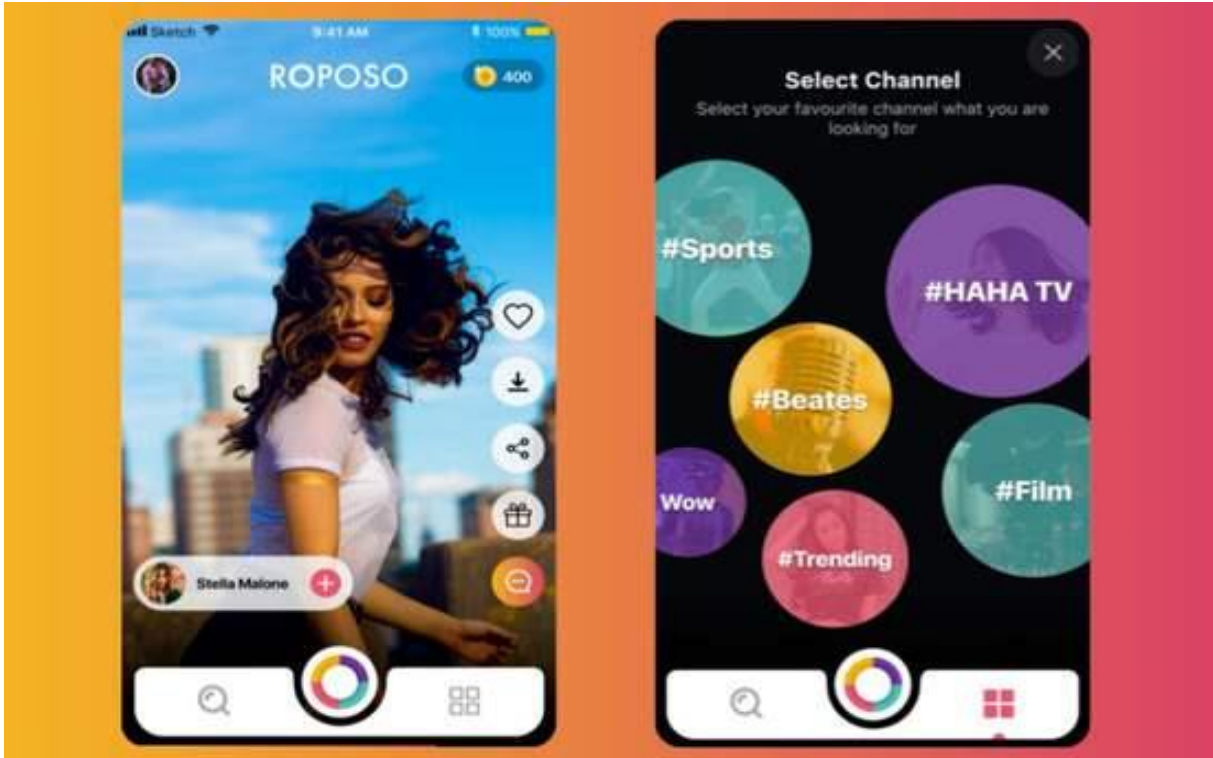 Sketch
9:41 AM
100%
ROPOSO
400
Stella Malone
Select Channel
Select your favourite channel what you are
looking for
#Sports
#HAHA TV
#Beates
Wow
#Film
#Trending